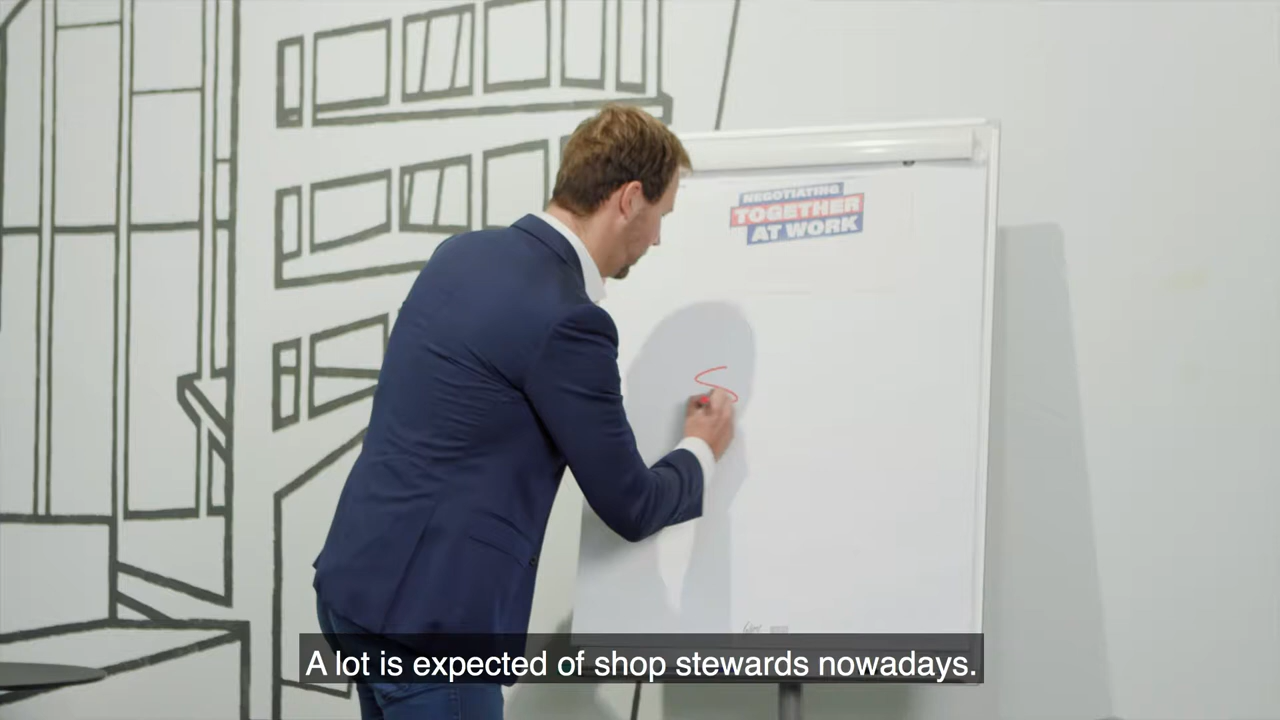 NEGOTIATING
TOGETHER
AT WORK
S
A lot is expected of shop stewards nowadays.